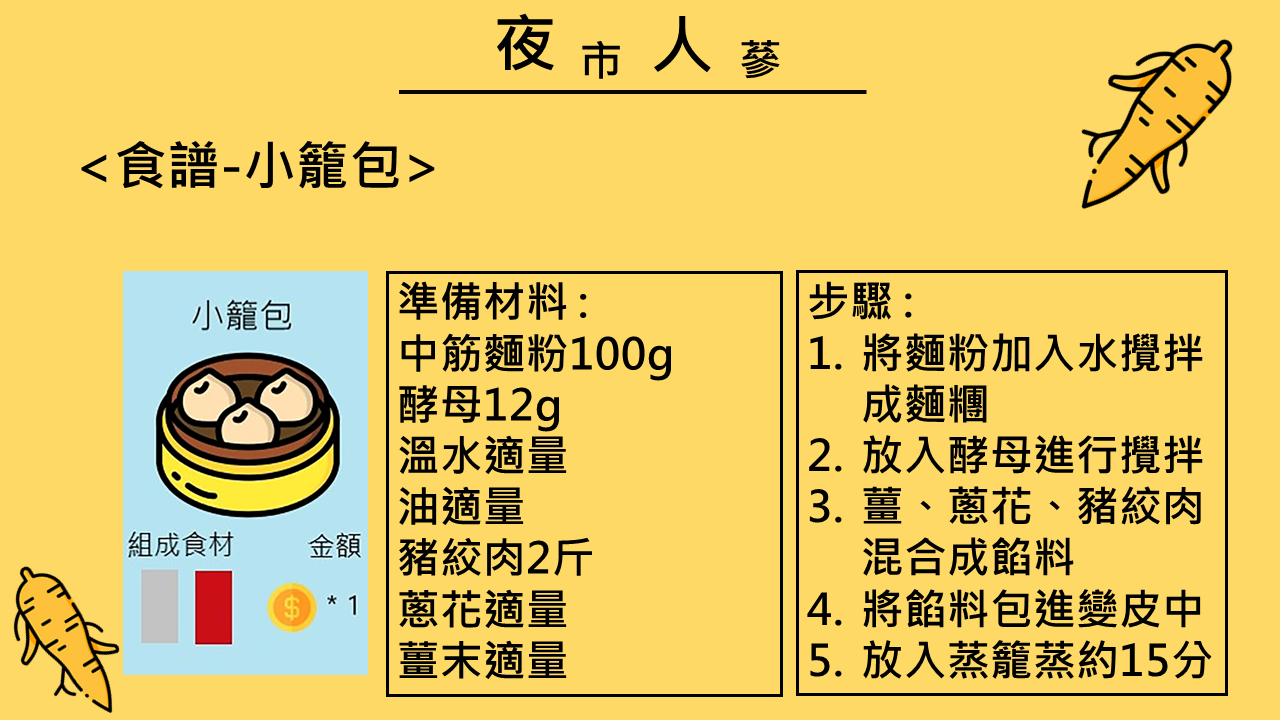 夜市人蔘
<食譜-小籠包>
小籠包
組成食材 金額
* 1
準備材料:
中筋麵粉100g
酵母12g
溫水適量
油適量
豬絞肉2斤
蔥花適量
薑末適量
步驟:
1. 將麵粉加入水攪拌
成麵糰
2. 放入酵母進行攪拌
3. 薑、蔥花、豬絞肉
混合成餡料
4. 將餡料包進變皮中
5. 放入蒸籠蒸約15分